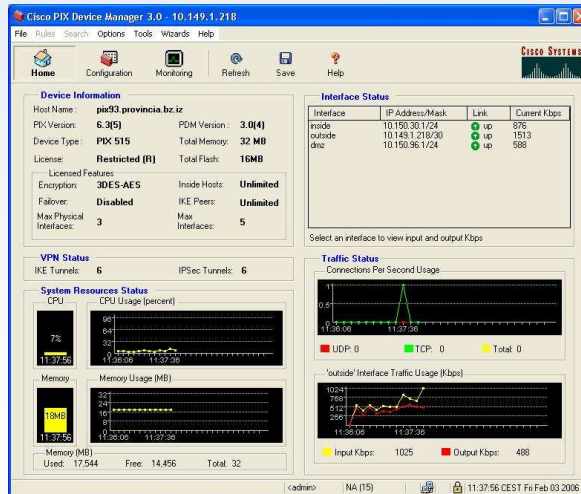 Cisco PIX Device Manager 3.0 - 10.149.1.218
File Rules Search Options Tools Wizards Help
Home Configuration Monitoring Refresh Save Help
CISCO SYSTEMS
Device Information
Host Name : pix93.provincia.bz.iz
PIX Version: 6.3(5) PDM Version : 3.0(4)
Device Type : PIX 515 Total Memory: 32 MB
License: Restricted (R) Total Flash: 16MB
Licensed Features
Encryption: 3DES-AES Inside Hosts: Unlimited
Failover: Disabled IKE Peers: Unlimited
Max Physical Interfaces: 3 Max Interfaces: 5
VPN Status
IKE Tunnels: 6 IPSec Tunnels: 6
System Resources Status
CPU
7%
11:37:56
CPU Usage (percent)
96
64
32
0
11:36:06 11:37:36
Memory
18MB
11:37:56
Memory Usage (MB)
32
24
16
8
0
11:36:06 11:37:36
Memory (MB)
Used: 17,544 Free: 14,456 Total: 32
Interface Status
Interface IP Address/Mask Link Current Kbps
inside 10.150.30.1/24 up 876
outside 10.149.1.218/30 up 1513
dmz 10.150.96.1/24 up 588
Select an interface to view input and output Kbps
Traffic Status
Connections Per Second Usage
1
0.5
11:36:06 11:37:36
UDP: 0 TCP: 0 Total: 0
'outside' Interface Traffic Usage (Kbps)
1024
768
512
256
11:36:06 11:37:36
Input Kbps: 1025 Output Kbps: 488
<admin> NA (15) 11:37:56 CEST Fri Feb 03 2006